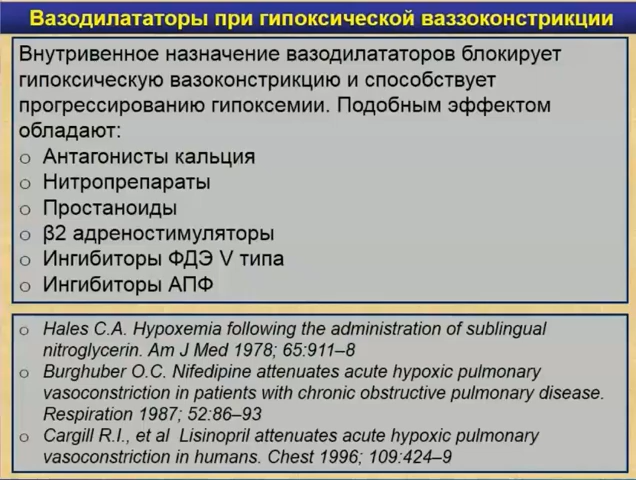 Вазодилататоры при гипоксической ваззоконстрикции
Внутривенное назначение вазодилататоров блокирует
гипоксическую вазоконстрикцию и способствует
прогрессированию гипоксемии. Подобным эффектом
обладают:
o Антагонисты кальция
o Нитропрепараты
o Простаноиды
o β2 адреностимуляторы
o Ингибиторы ФДЭ V типа
o Ингибиторы АПФ
o Hales C.A. Hypoxemia following the administration of sublingual
nitroglycerin. Am J Med 1978; 65:911–8
o Burghuber O.C. Nifedipine attenuates acute hypoxic pulmonary
vasoconstriction in patients with chronic obstructive pulmonary disease.
Respiration 1987; 52:86–93
o Cargill R.I., et al Lisinopril attenuates acute hypoxic pulmonary
vasoconstriction in humans. Chest 1996; 109:424–9